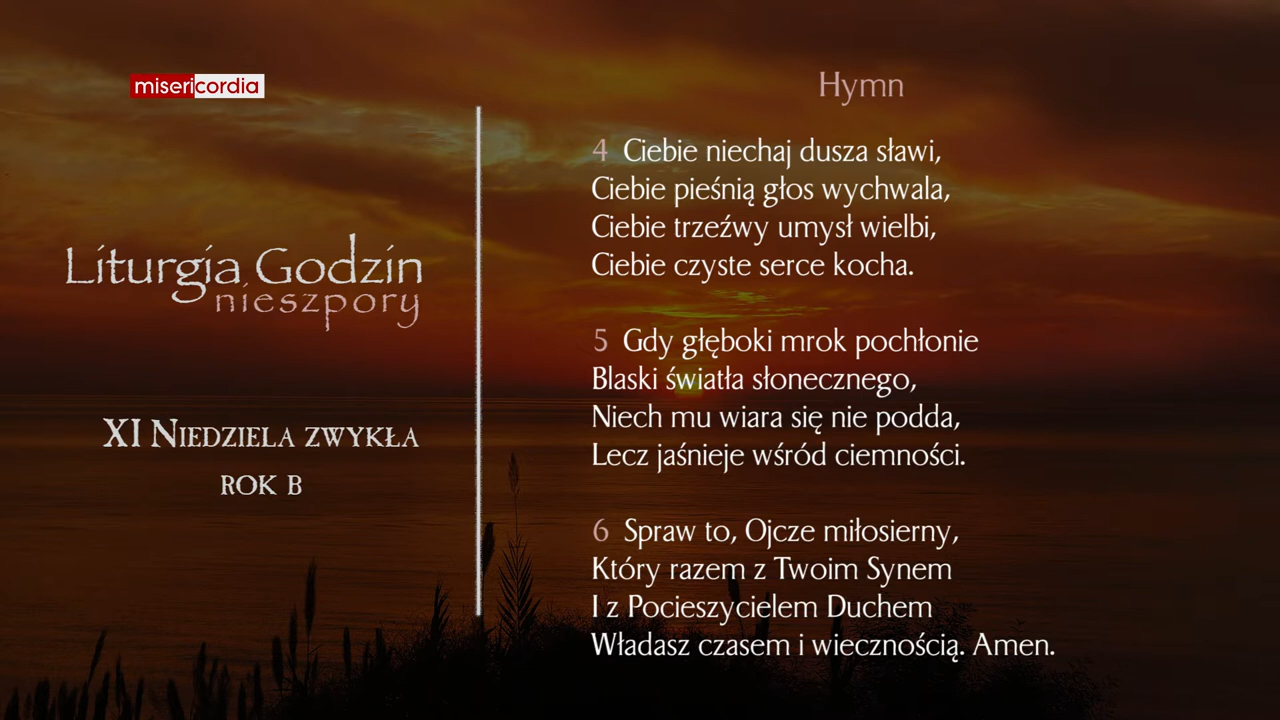 misericordia
Liturgia Godzin
nieszpory
XI Niedziela zwykła
rok B
Hymn
4 Ciebie niechaj dusza sławi,
Ciebie pieśnią głos wychwala,
Ciebie trzeźwy umysł wielbi,
Ciebie czyste serce kocha.
5 Gdy głęboki mrok pochłonie
Blaski światła słonecznego,
Niech mu wiara się nie podda,
Lecz jaśnieje wśród ciemności.
6 Spraw to, Ojcze miłosierny,
Który razem z Twoim Synem
I z Pocieszycielem Duchem
Władasz czasem i wiecznością. Amen.